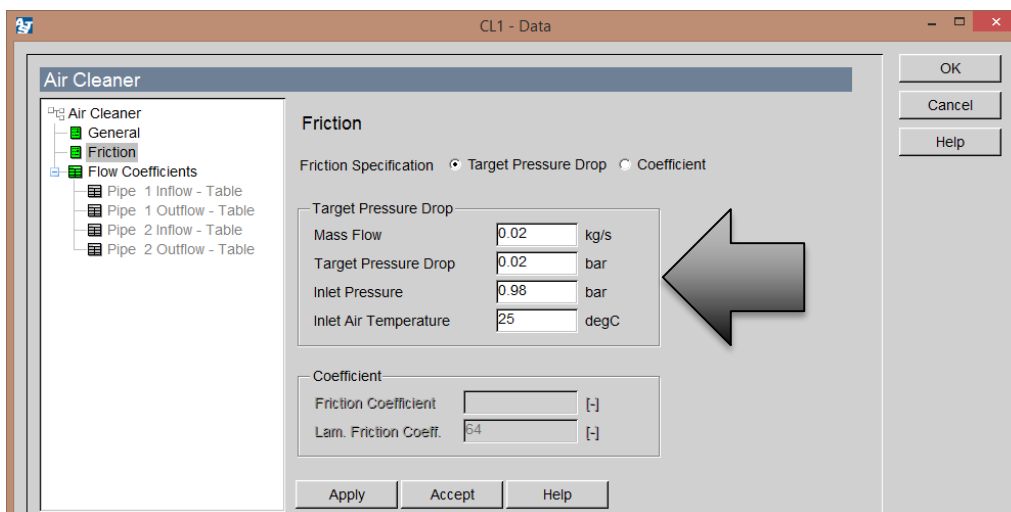 CL1 - Data
Air Cleaner
OK
Cancel
Help
Air Cleaner
General
Friction
Flow Coefficients
Pipe 1 Inflow - Table
Pipe 1 Outflow - Table
Pipe 2 Inflow - Table
Pipe 2 Outflow - Table
Friction
Friction Specification Target Pressure Drop Coefficient
Target Pressure Drop
Mass Flow 0.02 kg/s
Target Pressure Drop 0.02 bar
Inlet Pressure 0.98 bar
Inlet Air Temperature 25 degC
Coefficient
Friction Coefficient [-]
Lam. Friction Coeff. 64 [-]
Apply Accept Help